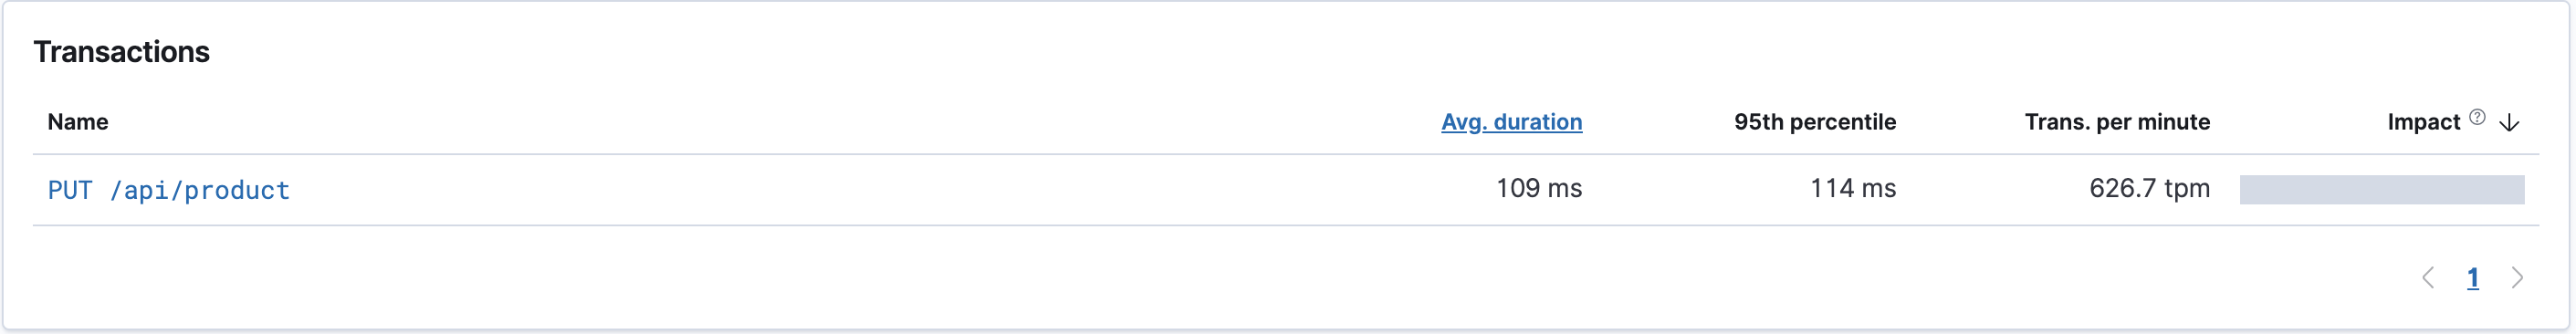 Transactions
Name Avg. duration 95th percentile Trans. per minute Impact ?
PUT /api/product 109 ms 114 ms 626.7 tpm
1